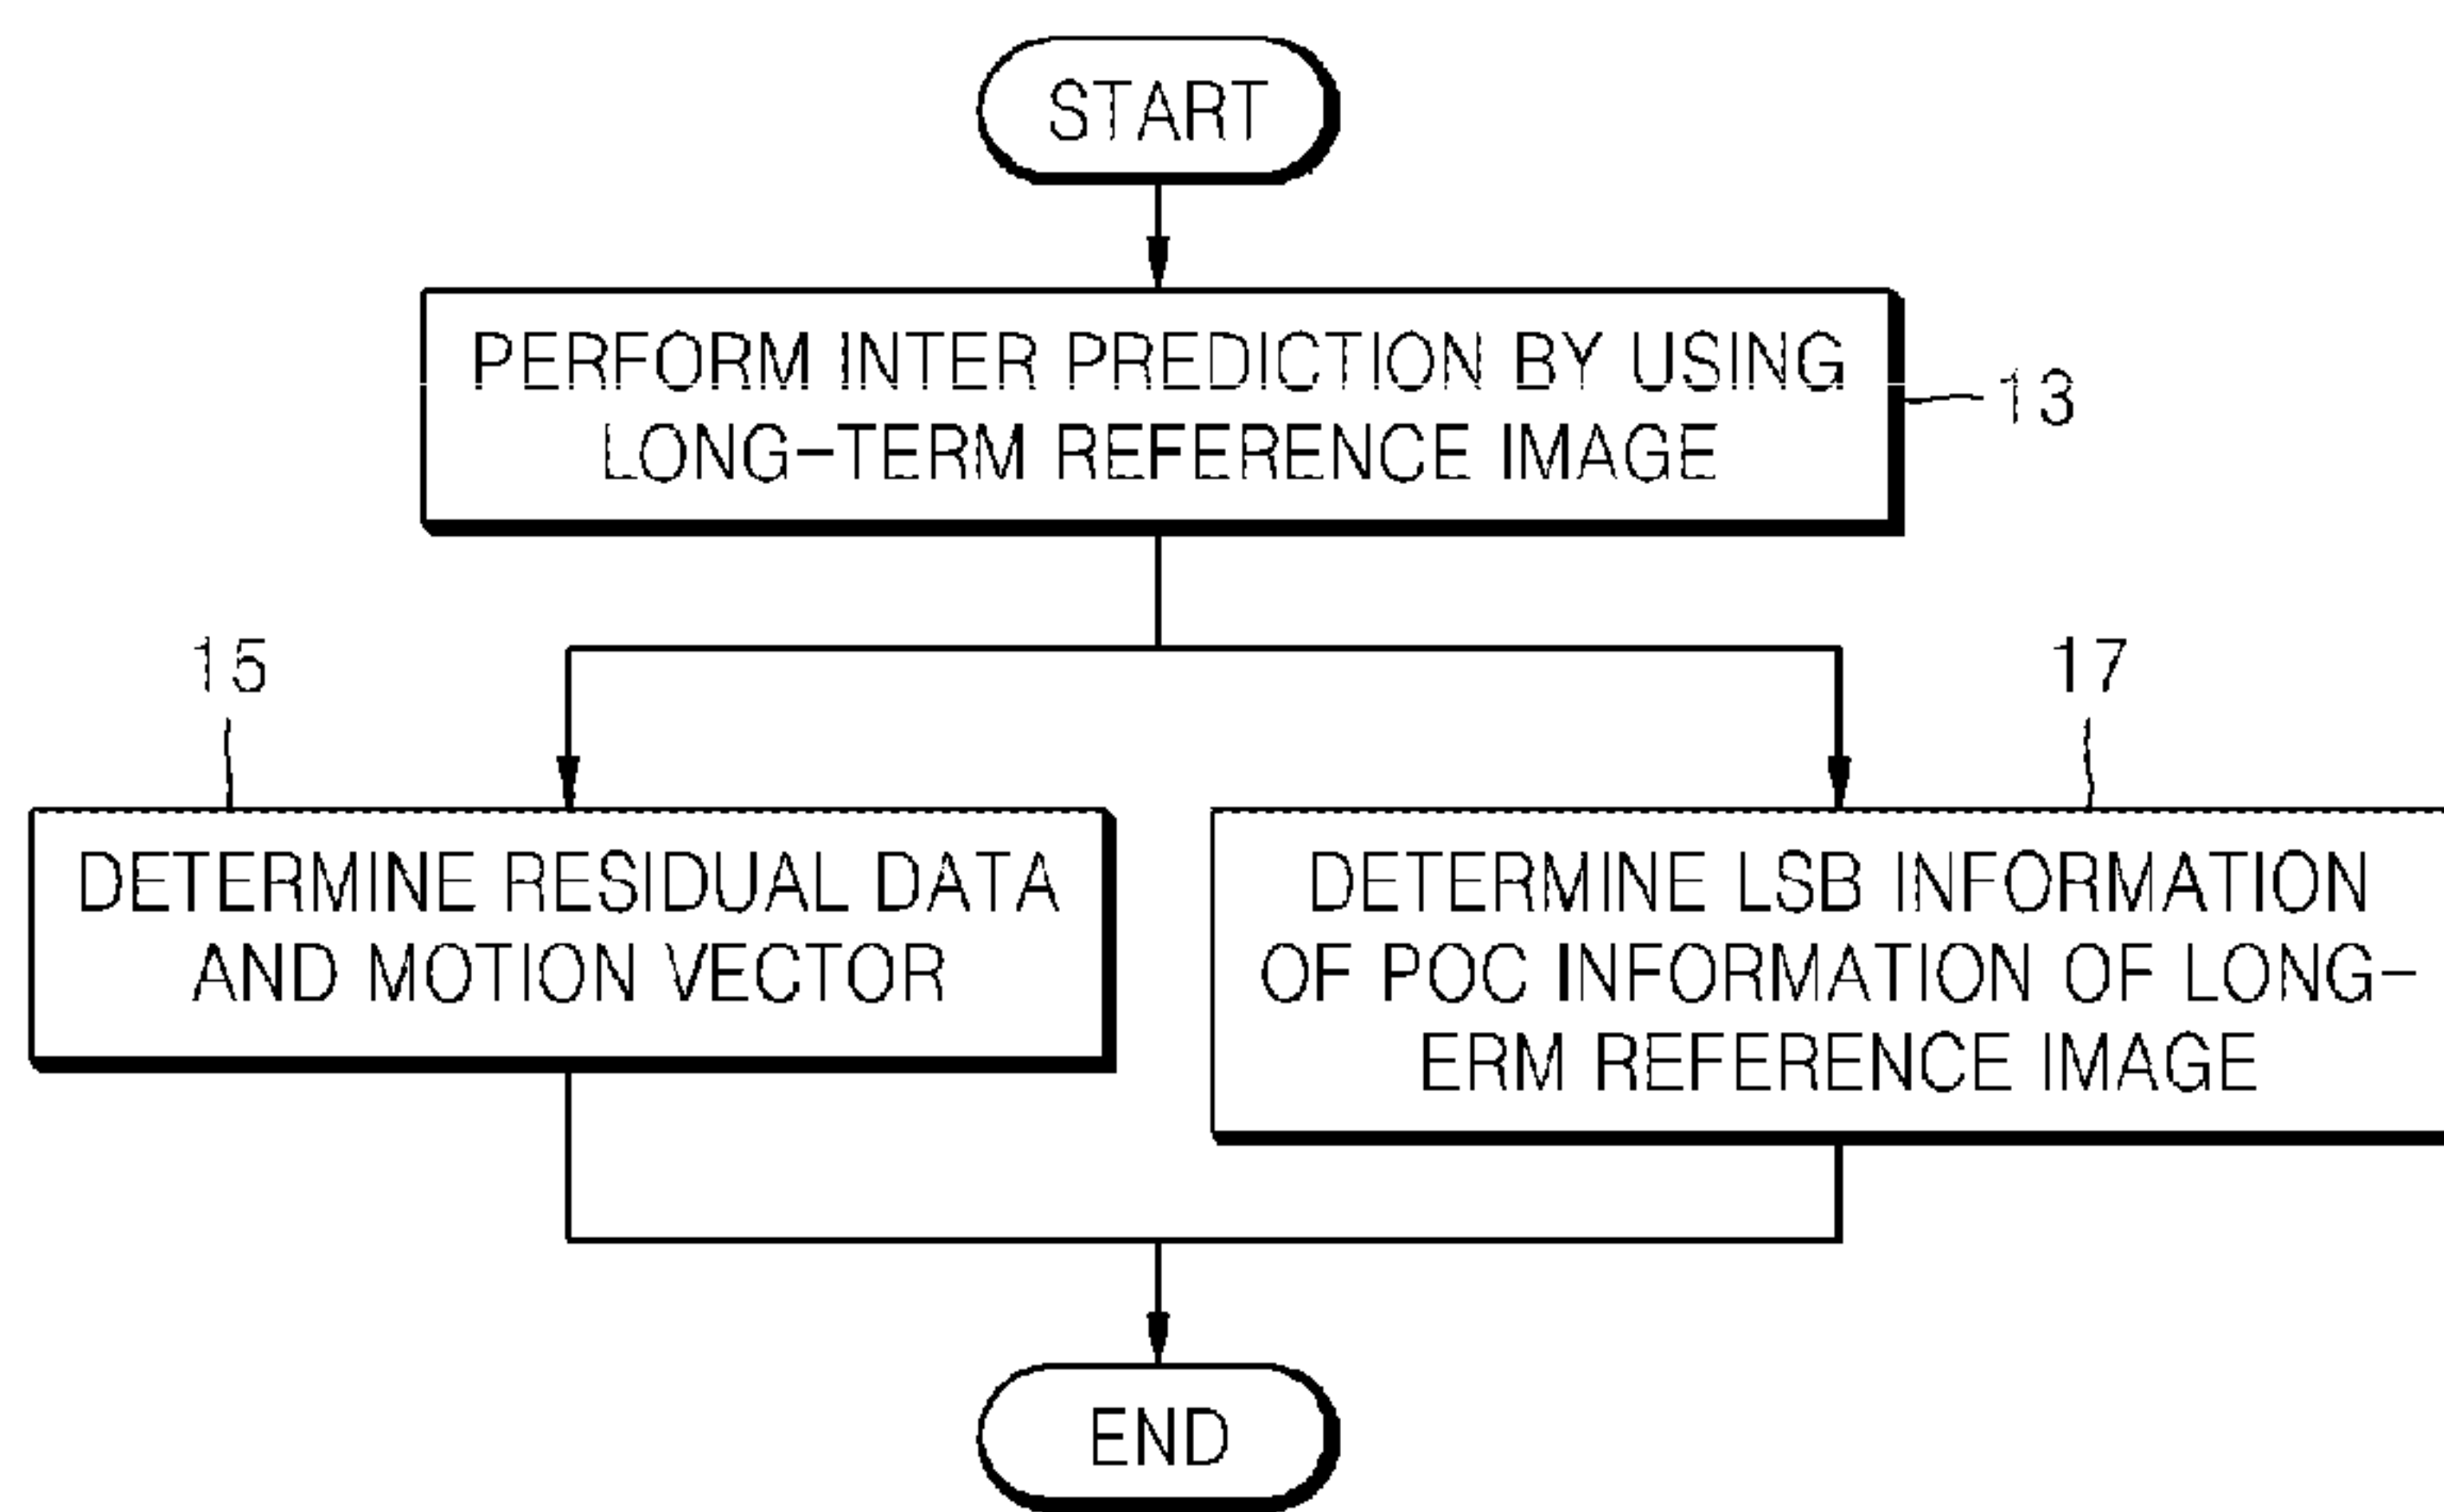 START
PERFORM INTER PREDICTION BY USING
LONG-TERM REFERENCE IMAGE
13
15
17
DETERMINE RESIDUAL DATA
AND MOTION VECTOR
DETERMINE LSB INFORMATION
OF POC INFORMATION OF LONG-
ERM REFERENCE IMAGE
END